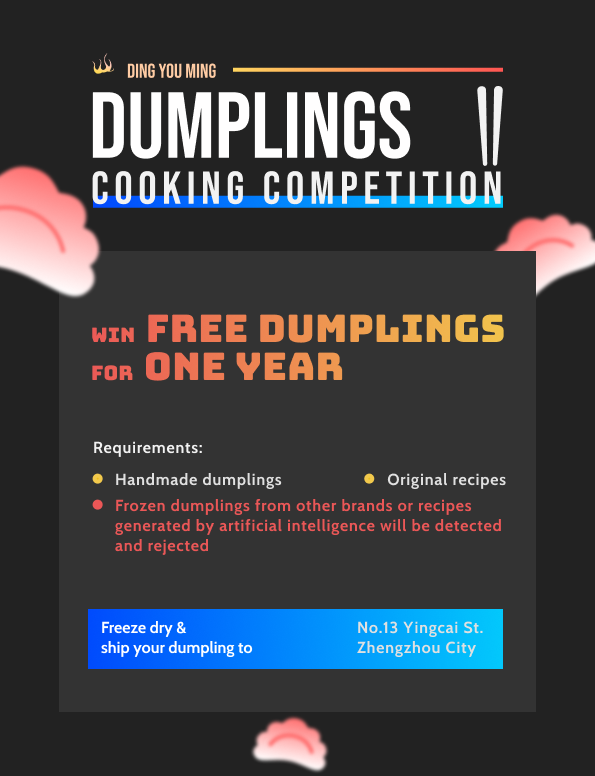 DING YOU MING
DUMPLINGS
COOKING COMPETITION
WIN FREE DUMPLINGS
FOR ONE YEAR
Requirements:
Handmade dumplings
Original recipes
Frozen dumplings from other brands or recipes
generated by artificial intelligence will be detected
and rejected
Freeze dry &
ship your dumpling to
No.13 Yingcai St.
Zhengzhou City